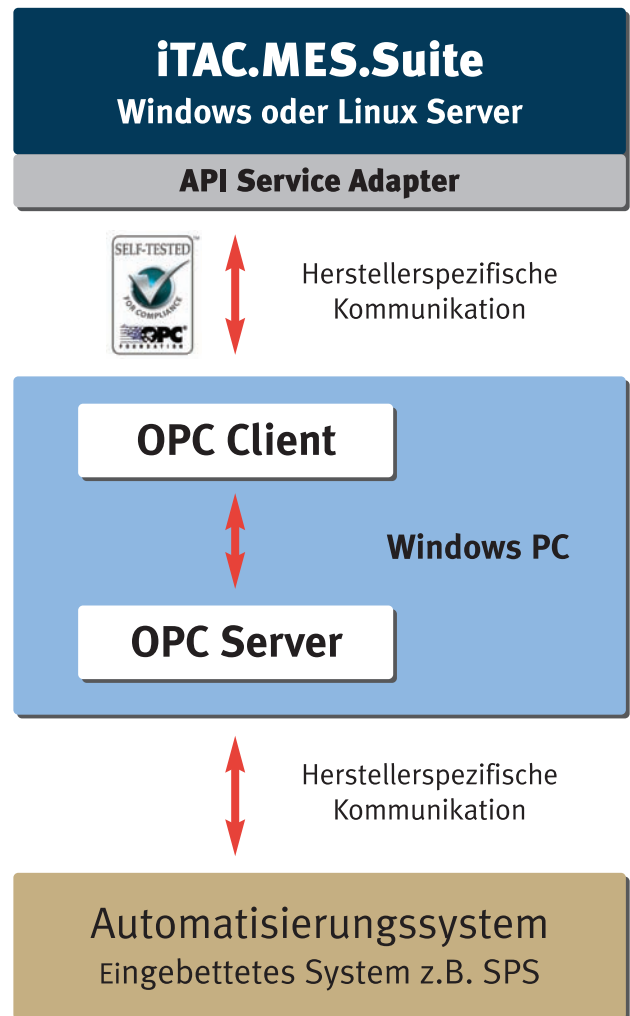 iTAC.MES.Suite
Windows oder Linux Server
API Service Adapter
SELF-TESTED
FOR COMPLIANCE
OPC
FOUNDATION
Herstellerspezifische
Kommunikation
OPC Client
Windows PC
OPC Server
Herstellerspezifische
Kommunikation
Automatisierungssystem
Eingebettetes System z.B. SPS